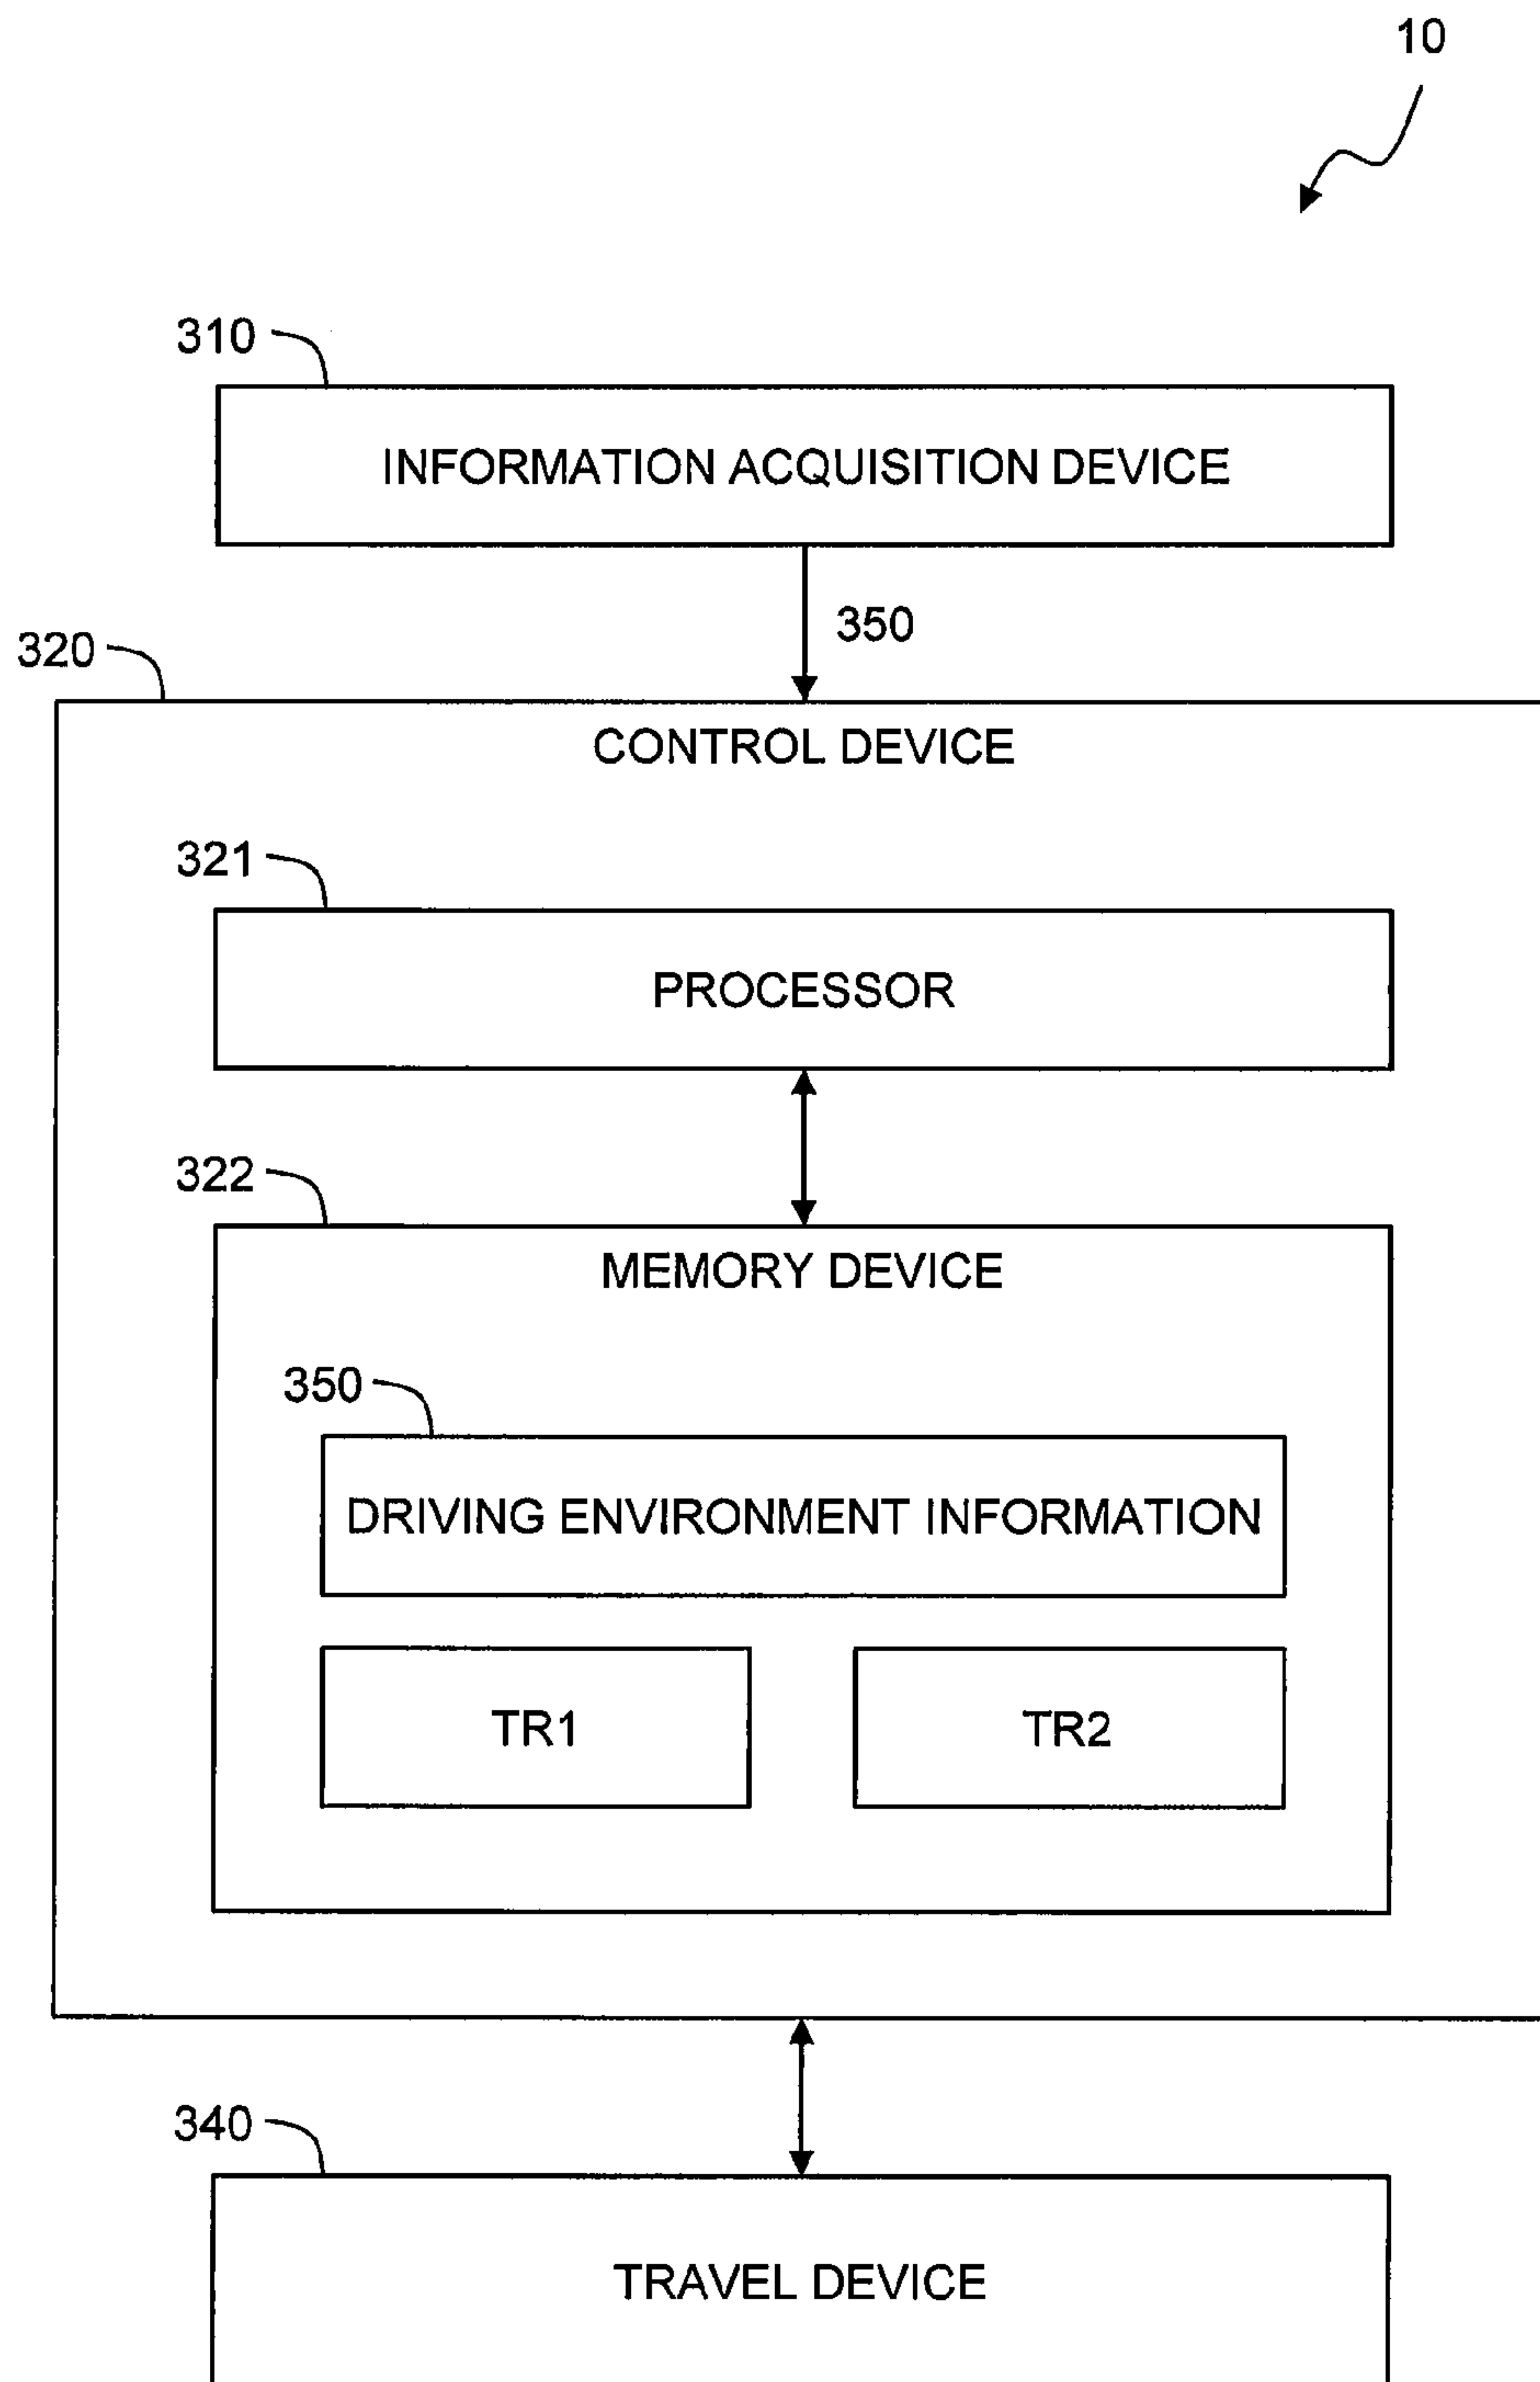 10
310
INFORMATION ACQUISITION DEVICE
350
320
CONTROL DEVICE
321
PROCESSOR
322
MEMORY DEVICE
350
DRIVING ENVIRONMENT INFORMATION
TR1
TR2
340
TRAVEL DEVICE